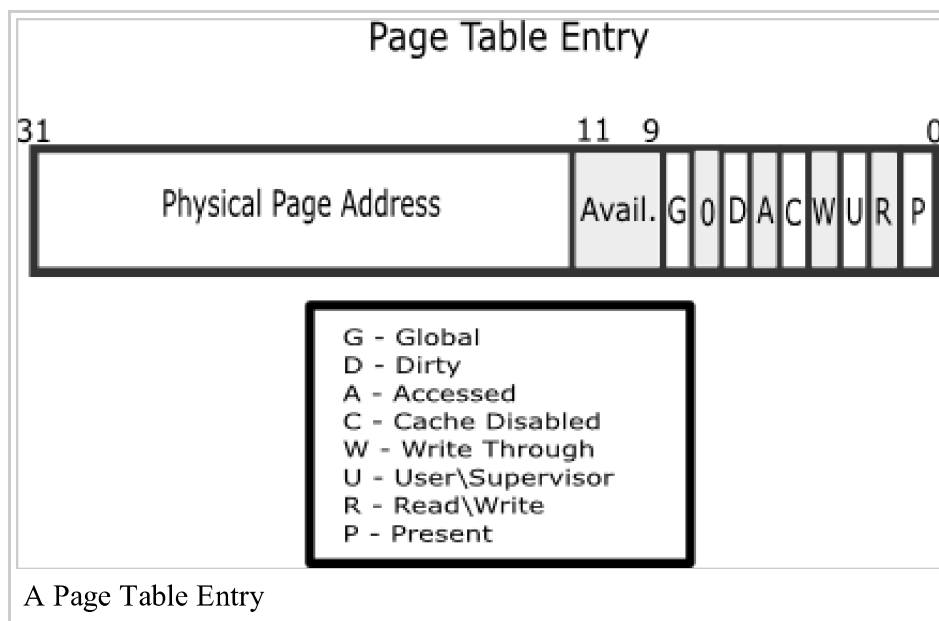 Page Table Entry
31 11 9 0
Physical Page Address Avail. G 0 D A C W U R P
G - Global
D - Dirty
A - Accessed
C - Cache Disabled
W - Write Through
U - User\Supervisor
R - Read\Write
P - Present
A Page Table Entry